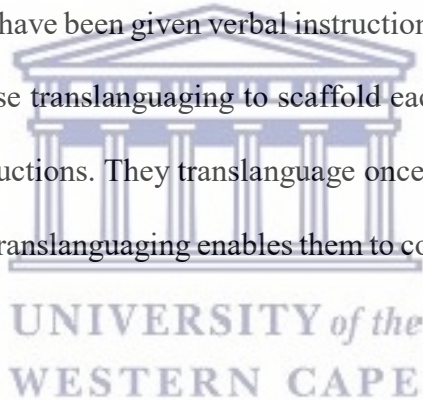 have been given verbal instruction
se translanguaging to scaffold eac
uctions. They translanguage once
ranslanguaging enables them to co
UNIVERSITY of the
WESTERN CAPE